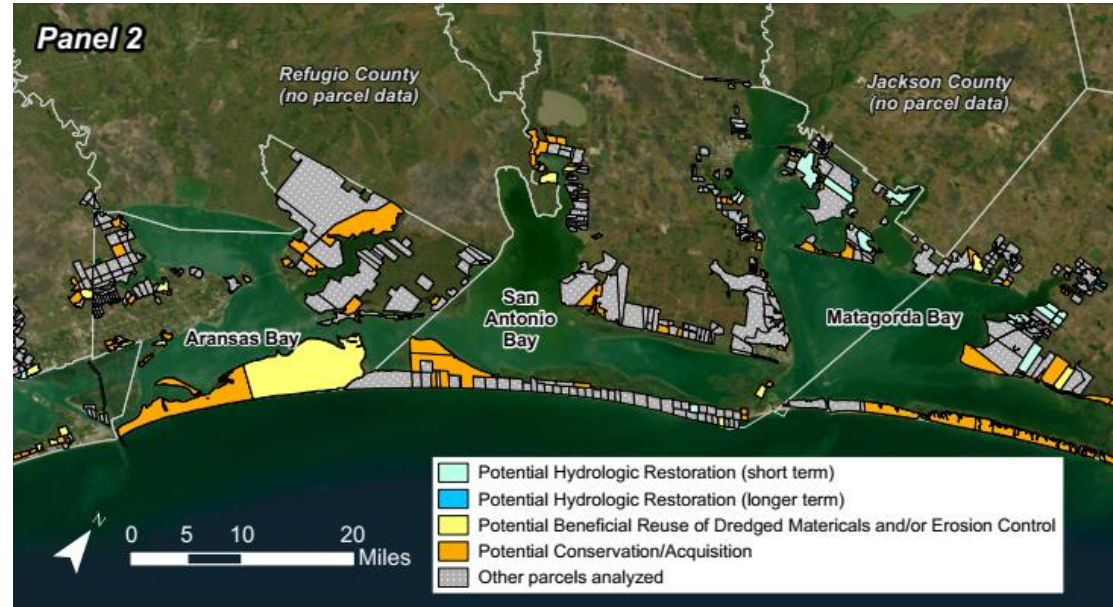 Panel 2
Refugio County
(no parcel data)
Jackson County
(no parcel data)
Aransas Bay
San
Antonio
Bay
Matagorda Bay
N
0 5 10 20
Miles
Potential Hydrologic Restoration (short term)
Potential Hydrologic Restoration (longer term)
Potential Beneficial Reuse of Dredged Matericals and/or Erosion Control
Potential Conservation/Acquisition
Other parcels analyzed